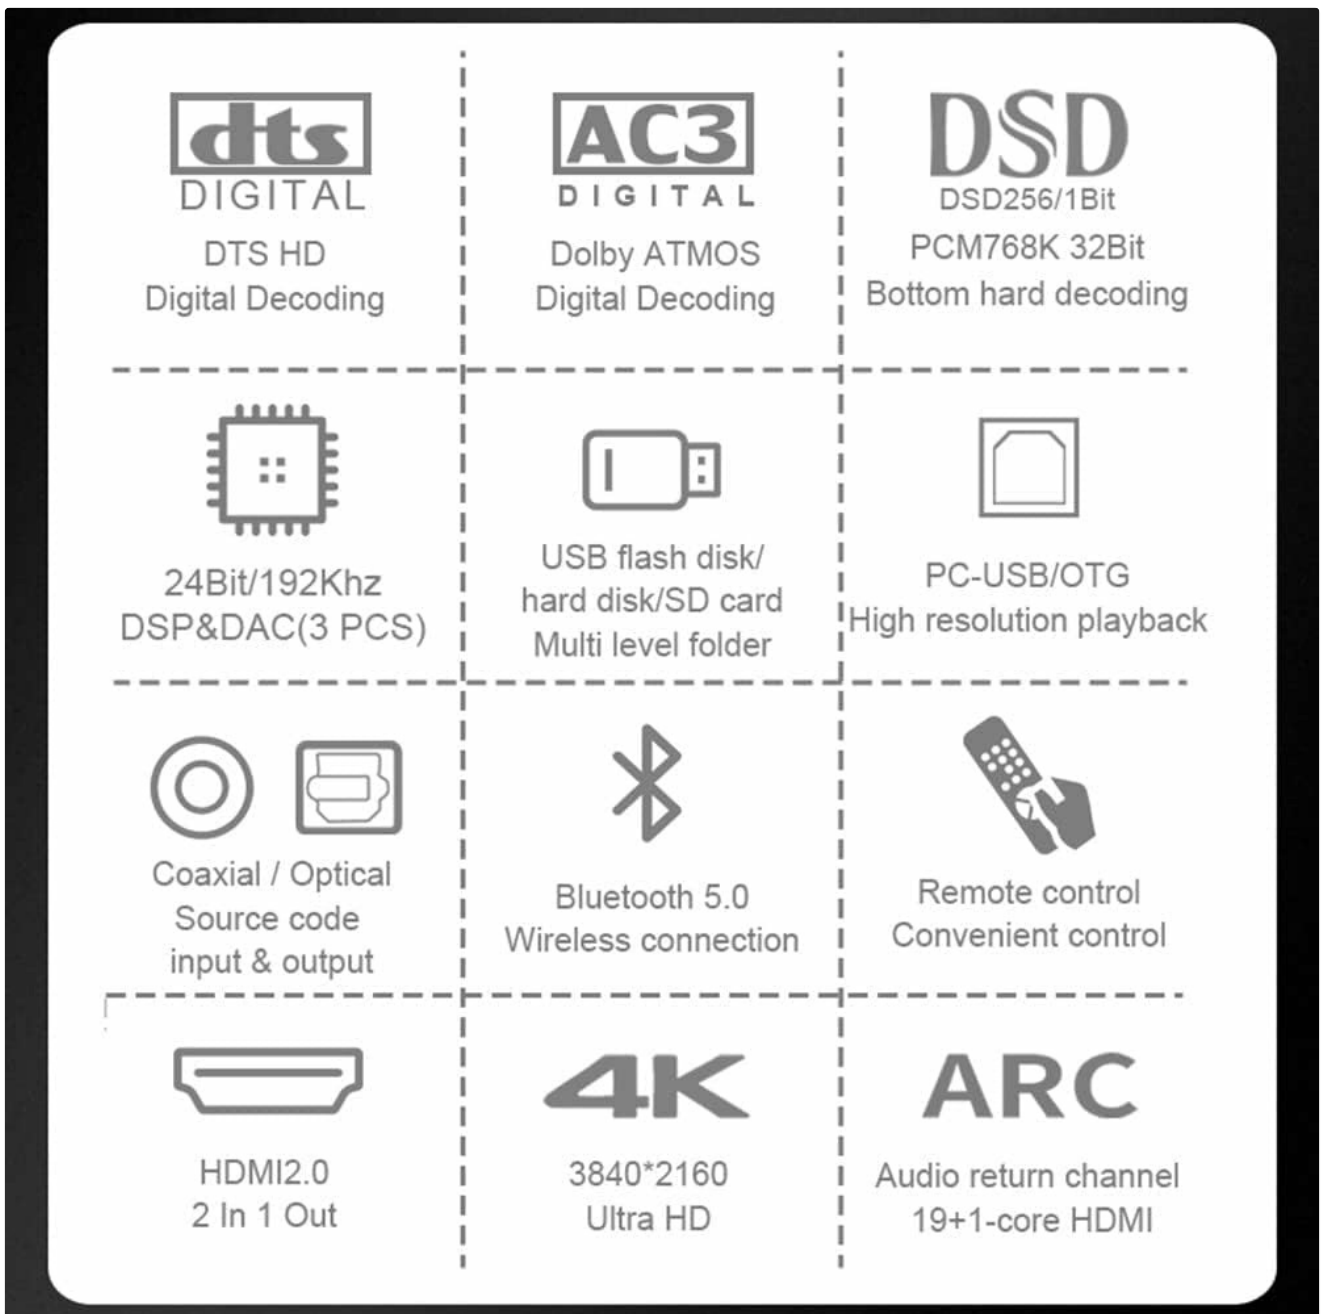 dts
DIGITAL
DTS HD
Digital Decoding
AC3
DIGITAL
Dolby ATMOS
Digital Decoding
DSD
DSD256/1Bit
PCM768K 32Bit
Bottom hard decoding
24Bit/192Khz
DSP&DAC(3 PCS)
USB flash disk/
hard disk/SD card
Multi level folder
PC-USB/OTG
High resolution playback
Coaxial / Optical
Source code
input & output
Bluetooth 5.0
Wireless connection
Remote control
Convenient control
HDMI2.0
2 In 1 Out
4K
3840*2160
Ultra HD
ARC
Audio return channel
19+1-core HDMI